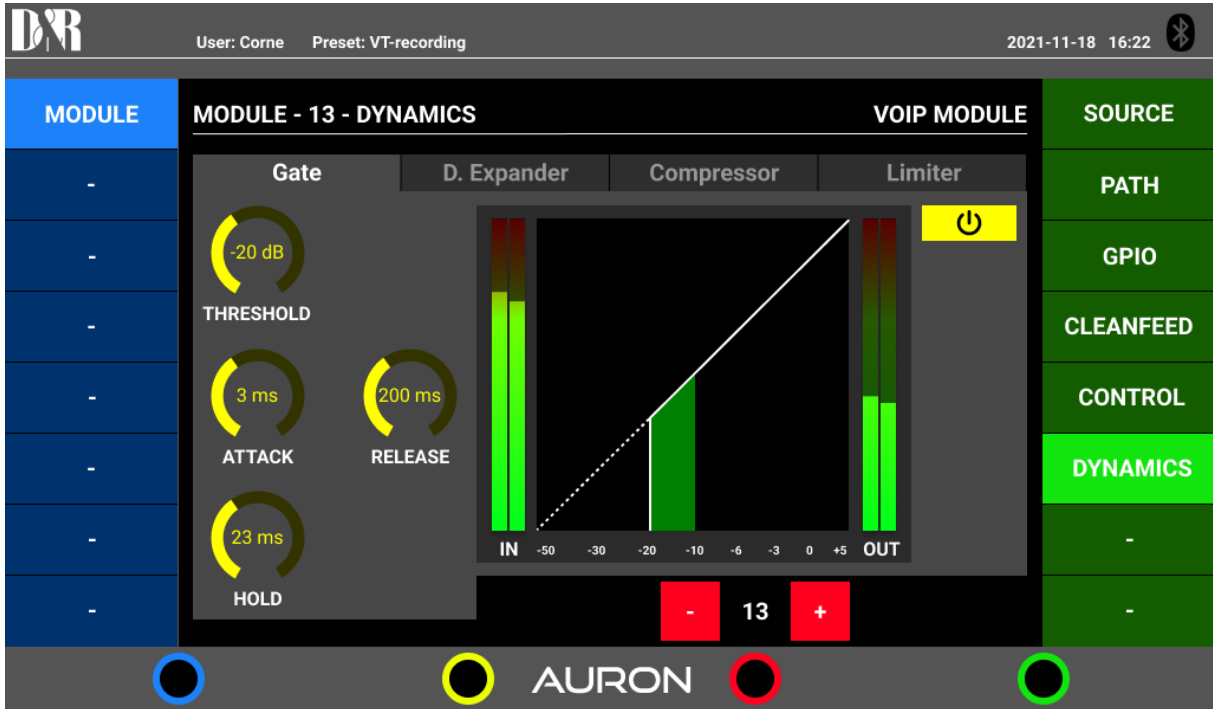 D&R
User: Corne Preset: VT-recording 2021-11-18 16:22
MODULE
-
-
-
-
-
-
-
MODULE - 13 - DYNAMICS VOIP MODULE
Gate D. Expander Compressor Limiter
-20 dB
THRESHOLD
3 ms 200 ms
ATTACK RELEASE
23 ms
HOLD
IN -50 -30 -20 -10 -6 -3 0 +5 OUT
- 13 +
SOURCE
PATH
GPIO
CLEANFEED
CONTROL
DYNAMICS
-
-
AURON